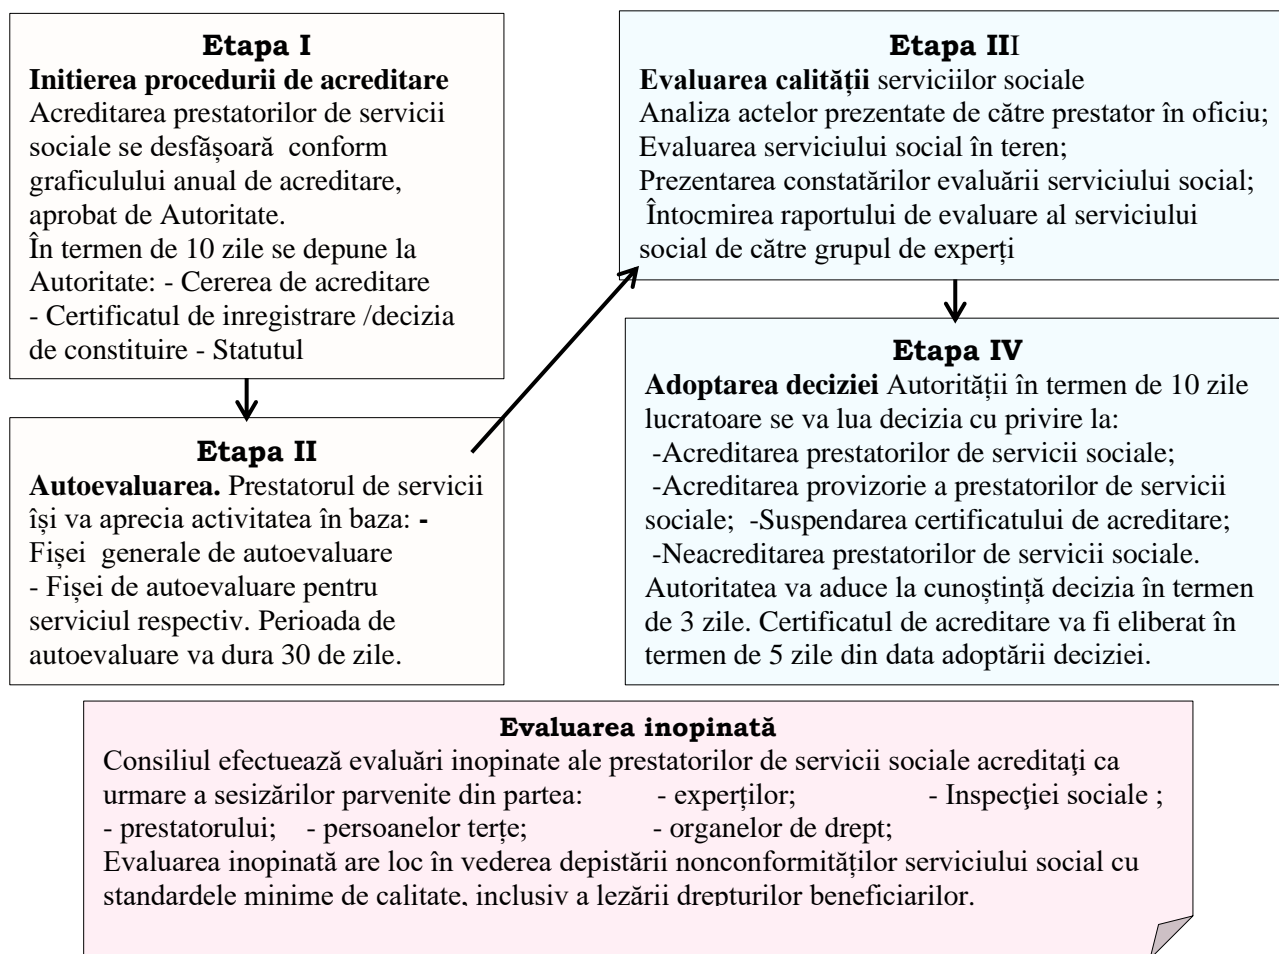 Etapa I
Initierea procedurii de acreditare
Acreditarea prestatorilor de servicii
sociale se desfășoară conform
graficulului anual de acreditare,
aprobat de Autoritate.
În termen de 10 zile se depune la
Autoritate: - Cererea de acreditare
- Certificatul de inregistrare /decizia
de constituire - Statutul
Etapa II
Autoevaluarea. Prestatorul de servicii
își va aprecia activitatea în baza: -
Fișei generale de autoevaluare
- Fișei de autoevaluare pentru
serviciul respectiv. Perioada de
autoevaluare va dura 30 de zile.
Etapa III
Evaluarea calității serviciilor sociale
Analiza actelor prezentate de către prestator în oficiu;
Evaluarea serviciului social în teren;
Prezentarea constatărilor evaluării serviciului social;
Întocmirea raportului de evaluare al serviciului
social de către grupul de experți
Etapa IV
Adoptarea deciziei Autorității în termen de 10 zile
lucratoare se va lua decizia cu privire la:
-Acreditarea prestatorilor de servicii sociale;
-Acreditarea provizorie a prestatorilor de servicii
sociale; -Suspendarea certificatului de acreditare;
-Neacreditarea prestatorilor de servicii sociale.
Autoritatea va aduce la cunoștință decizia în termen
de 3 zile. Certificatul de acreditare va fi eliberat în
termen de 5 zile din data adoptării deciziei.
Evaluarea inopinată
Consiliul efectuează evaluări inopinate ale prestatorilor de servicii sociale acreditaţi ca
urmare a sesizărilor parvenite din partea: - experților; - Inspecţiei sociale ;
- prestatorului; - persoanelor terțe; - organelor de drept;
Evaluarea inopinată are loc în vederea depistării nonconformităților serviciului social cu
standardele minime de calitate, inclusiv a lezării drepturilor beneficiarilor.